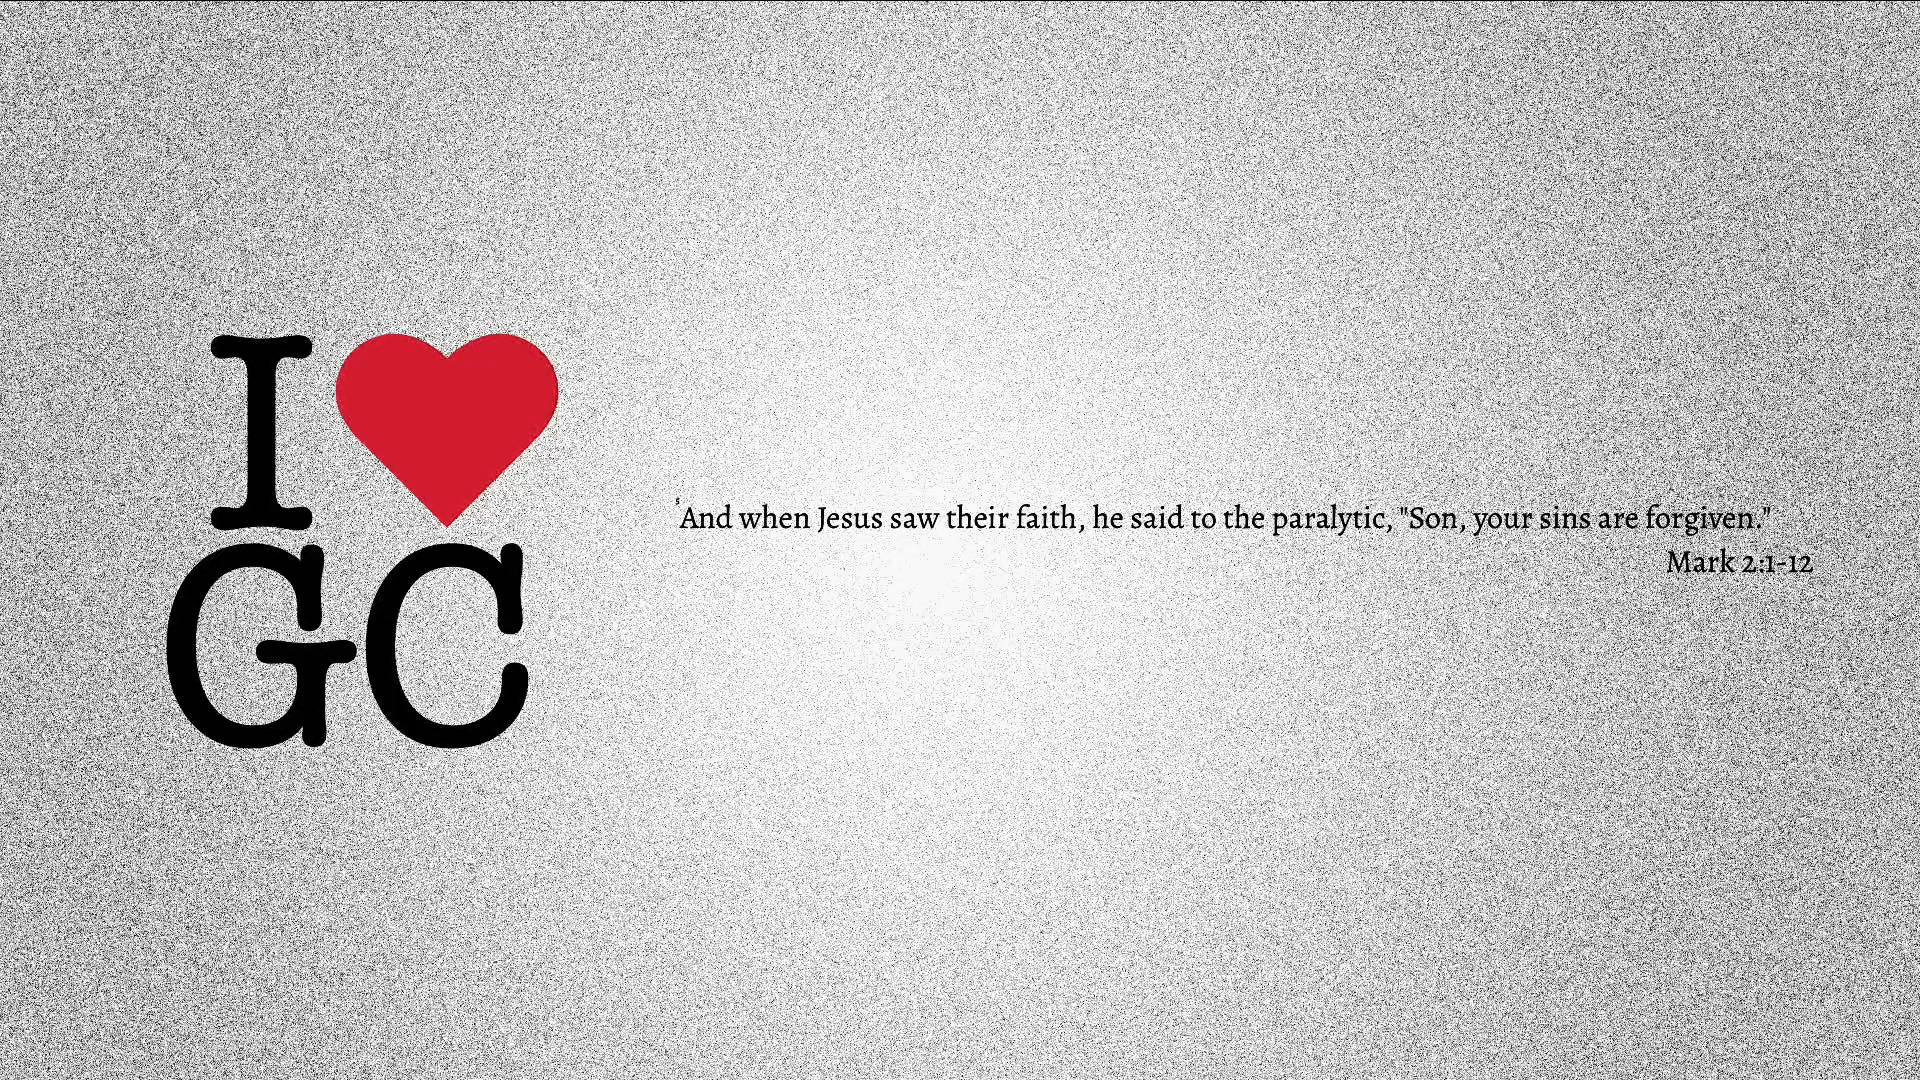 I ♥
GC
⁵And when Jesus saw their faith, he said to the paralytic, "Son, your sins are forgiven."
Mark 2:1-12